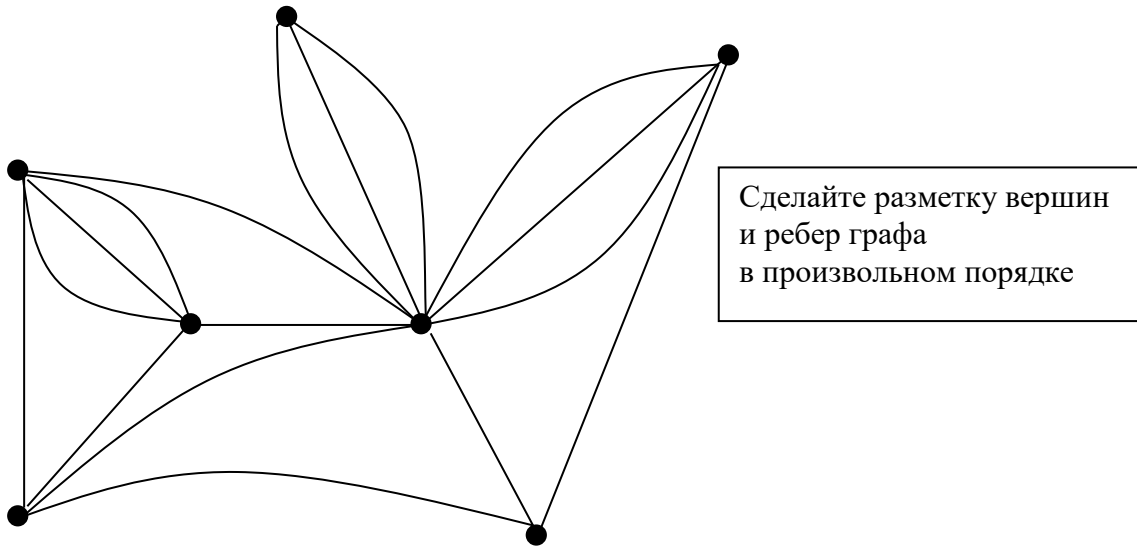 Сделайте разметку вершин
и ребер графа
в произвольном порядке